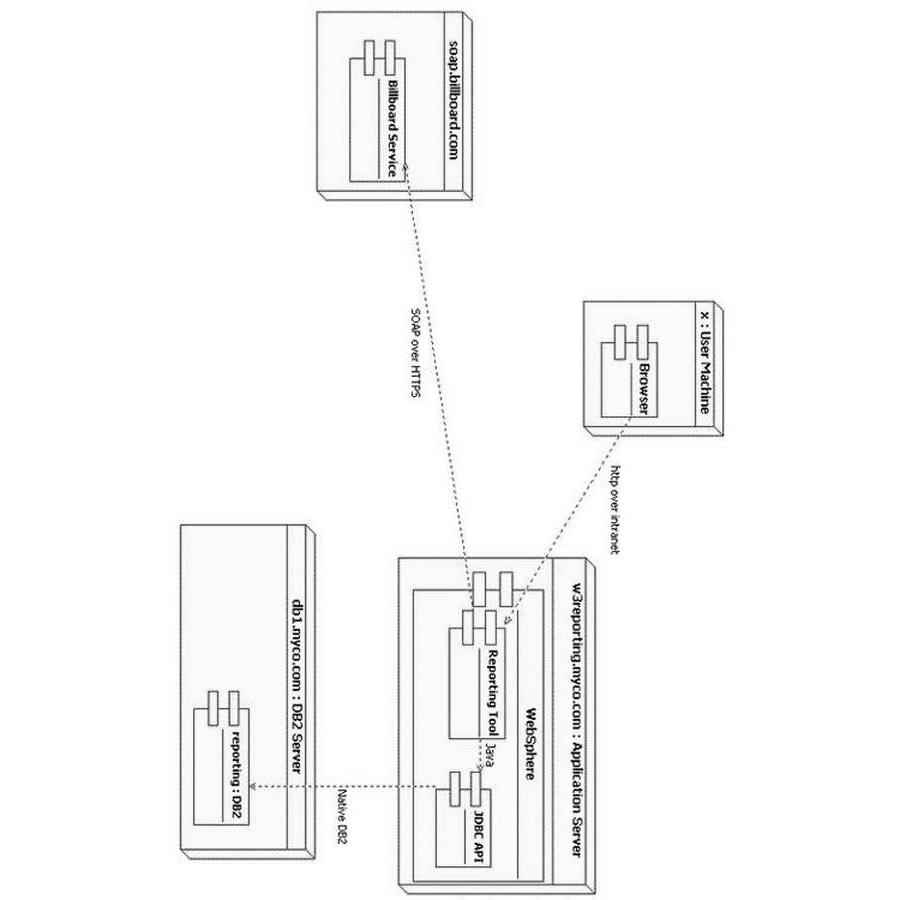 soap.billboard.com
Billboard Service
SOAP over HTTPS
x : User Machine
Browser
http over intranet
w3reporting.myco.com : Application Server
WebSphere
Reporting Tool
Java
JDBC API
Native DB2
db1.myco.com : DB2 Server
reporting : DB2